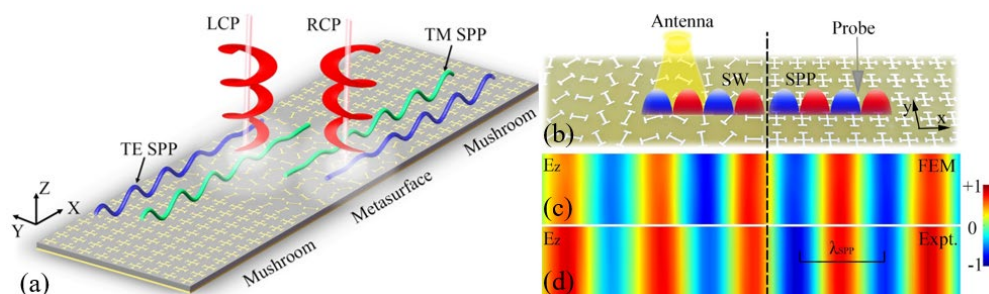 LCP
RCP
TM SPP
TE SPP
Mushroom
Metasurface
Mushroom
Z
X
Y
(a)
Antenna
Probe
SW
SPP
y
x
(b)
Ez
FEM
(c)
Ez
Expt.
λSPP
(d)
+1
0
-1